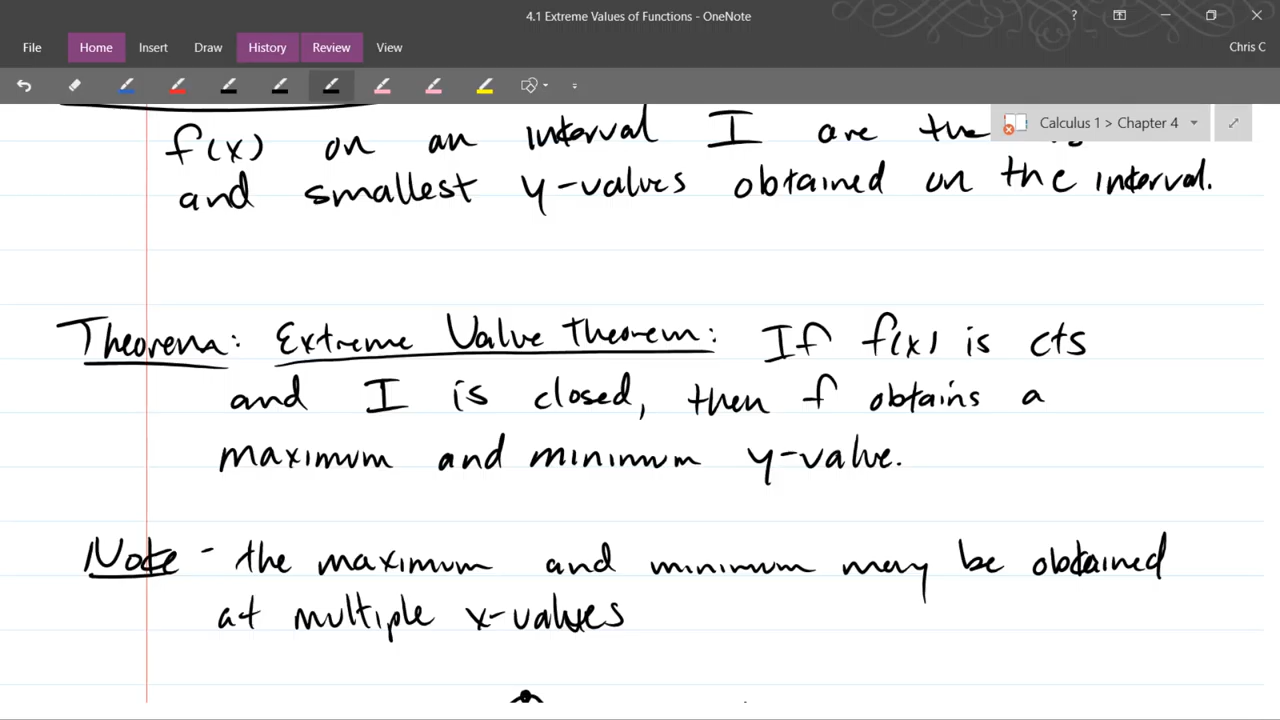 4.1 Extreme Values of Functions - OneNote
?
File Home Insert Draw History Review View Chris C
Calculus 1 > Chapter 4
f(x) on an interval I are the
and smallest y-values obtained on the interval.
Theorem: Extreme Value Theorem: If f(x) is cts
and I is closed, then f obtains a
maximum and minimum y-value.
Note - the maximum and minimum may be obtained
at multiple x-values